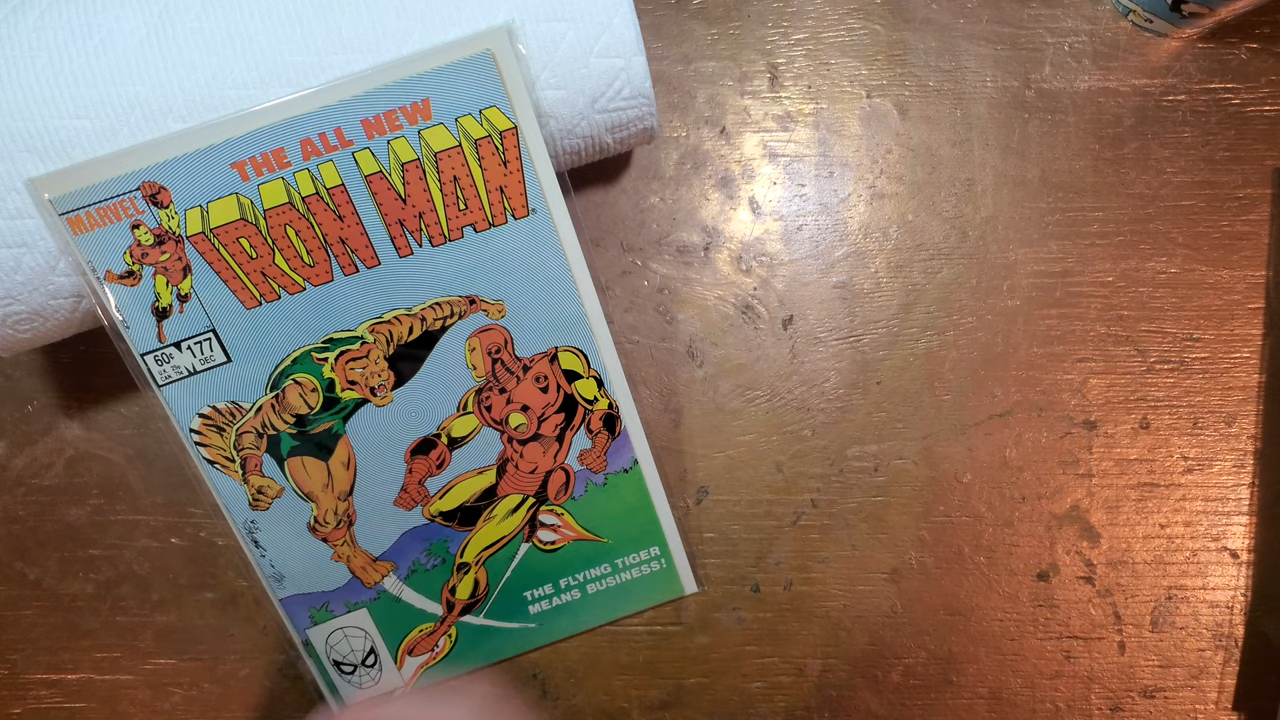 THE ALL NEW
IRON MAN
MARVEL
60¢ 177
U.K. 25p DEC
CAN. 75¢
THE FLYING TIGER
MEANS BUSINESS!